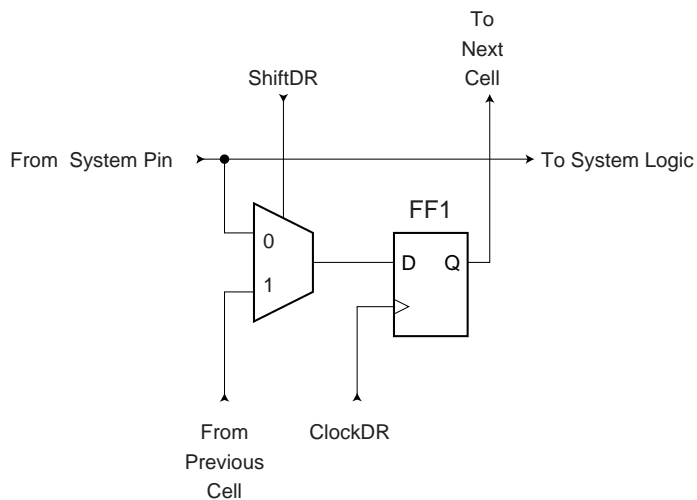 To
Next
Cell
ShiftDR
From System Pin
To System Logic
FF1
0
D Q
1
From
Previous
Cell
ClockDR